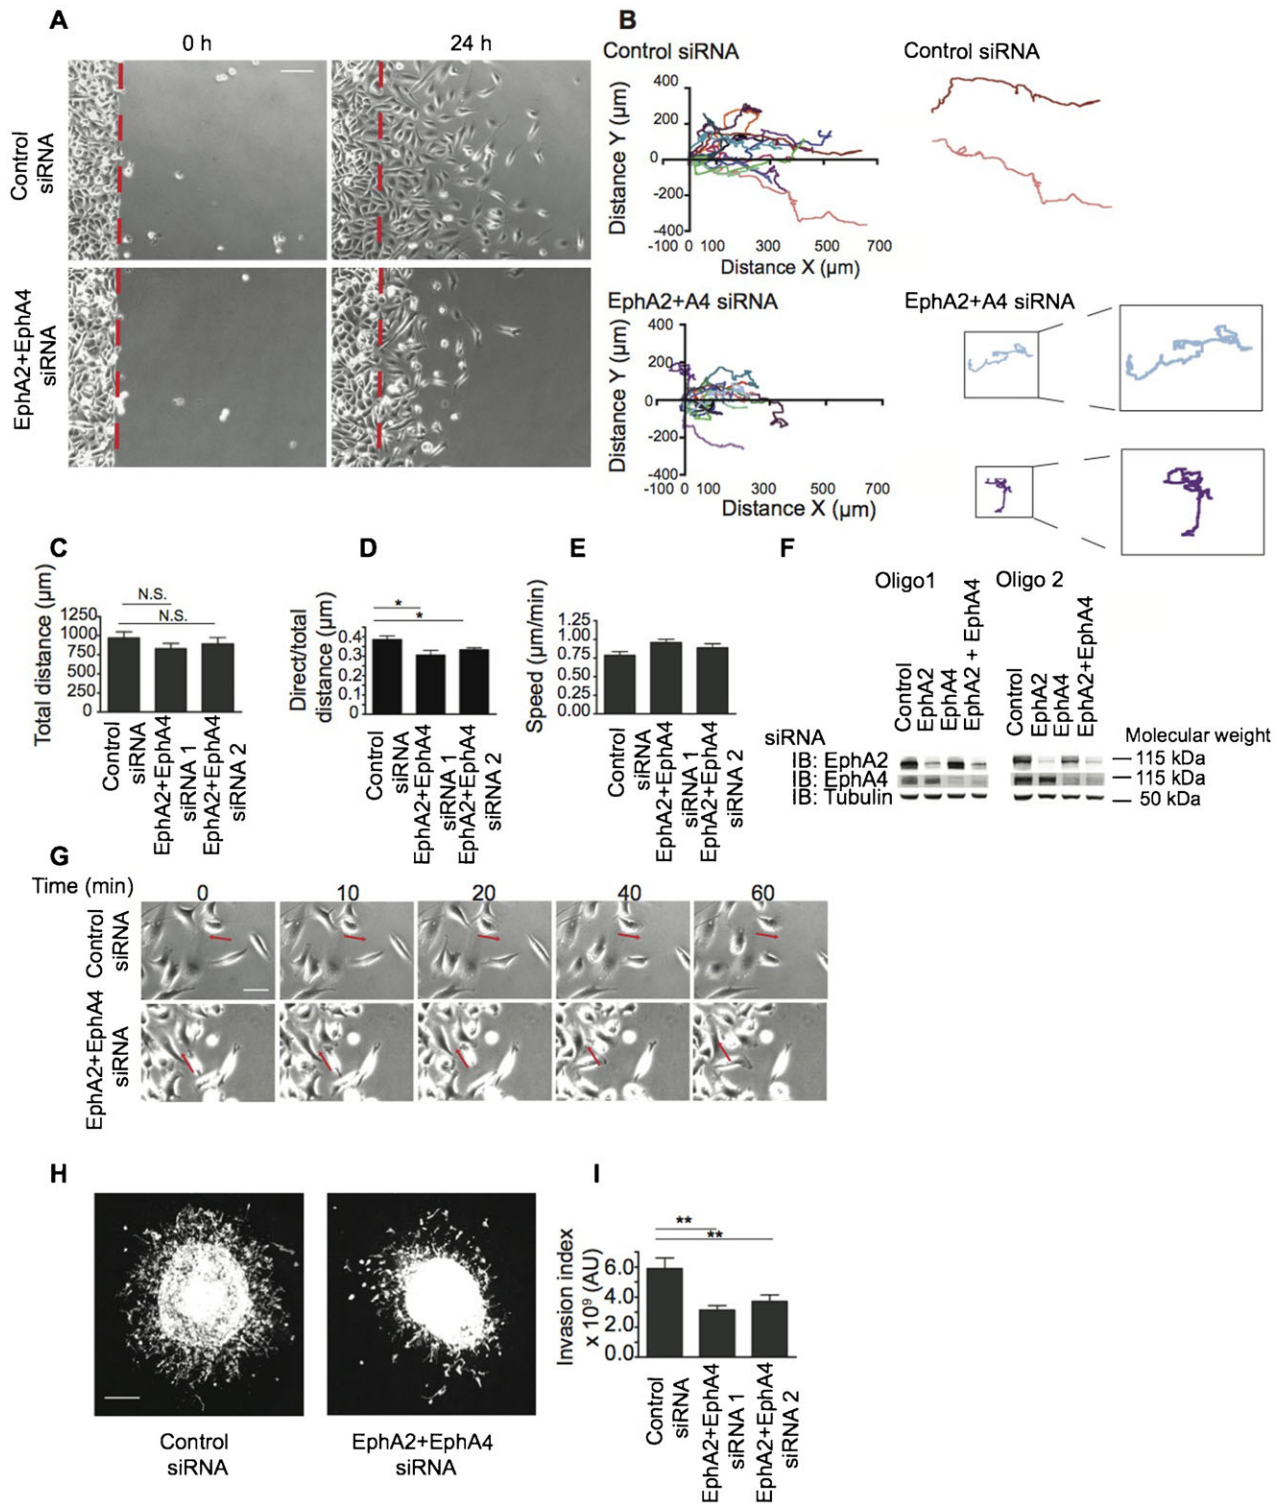 A
0 h
24 h
Control
siRNA
EphA2+EphA4
siRNA
B
Control siRNA
Control siRNA
Distance Y (µm)
400
200
0
-200
-400
-100 0 100 300 500 700
Distance X (µm)
EphA2+A4 siRNA
EphA2+A4 siRNA
Distance Y (µm)
400
200
0
-200
-400
-100 0 100 300 500 700
Distance X (µm)
C
Total distance (µm)
N.S.
N.S.
1250
1000
750
500
250
0
Control
siRNA
EphA2+EphA4
siRNA 1
EphA2+EphA4
siRNA 2
D
Direct/total
distance (µm)
*
*
0.4
0.3
0.2
0.1
0
Control
siRNA
EphA2+EphA4
siRNA 1
EphA2+EphA4
siRNA 2
E
Speed (µm/min)
1.25
1.00
0.75
0.50
0.25
0.00
Control
siRNA
EphA2+EphA4
siRNA 1
EphA2+EphA4
siRNA 2
F
Oligo1
Oligo 2
Control
EphA2
EphA4
EphA2 + EphA4
Control
EphA2
EphA4
EphA2+EphA4
siRNA
Molecular weight
IB: EphA2
115 kDa
IB: EphA4
115 kDa
IB: Tubulin
50 kDa
G
Time (min)
0 10 20 40 60
Control
siRNA
EphA2+EphA4
siRNA
H
Control
siRNA
EphA2+EphA4
siRNA
I
Invasion index
x 10⁹ (AU)
**
**
6.0
4.0
2.0
0.0
Control
siRNA
EphA2+EphA4
siRNA 1
EphA2+EphA4
siRNA 2